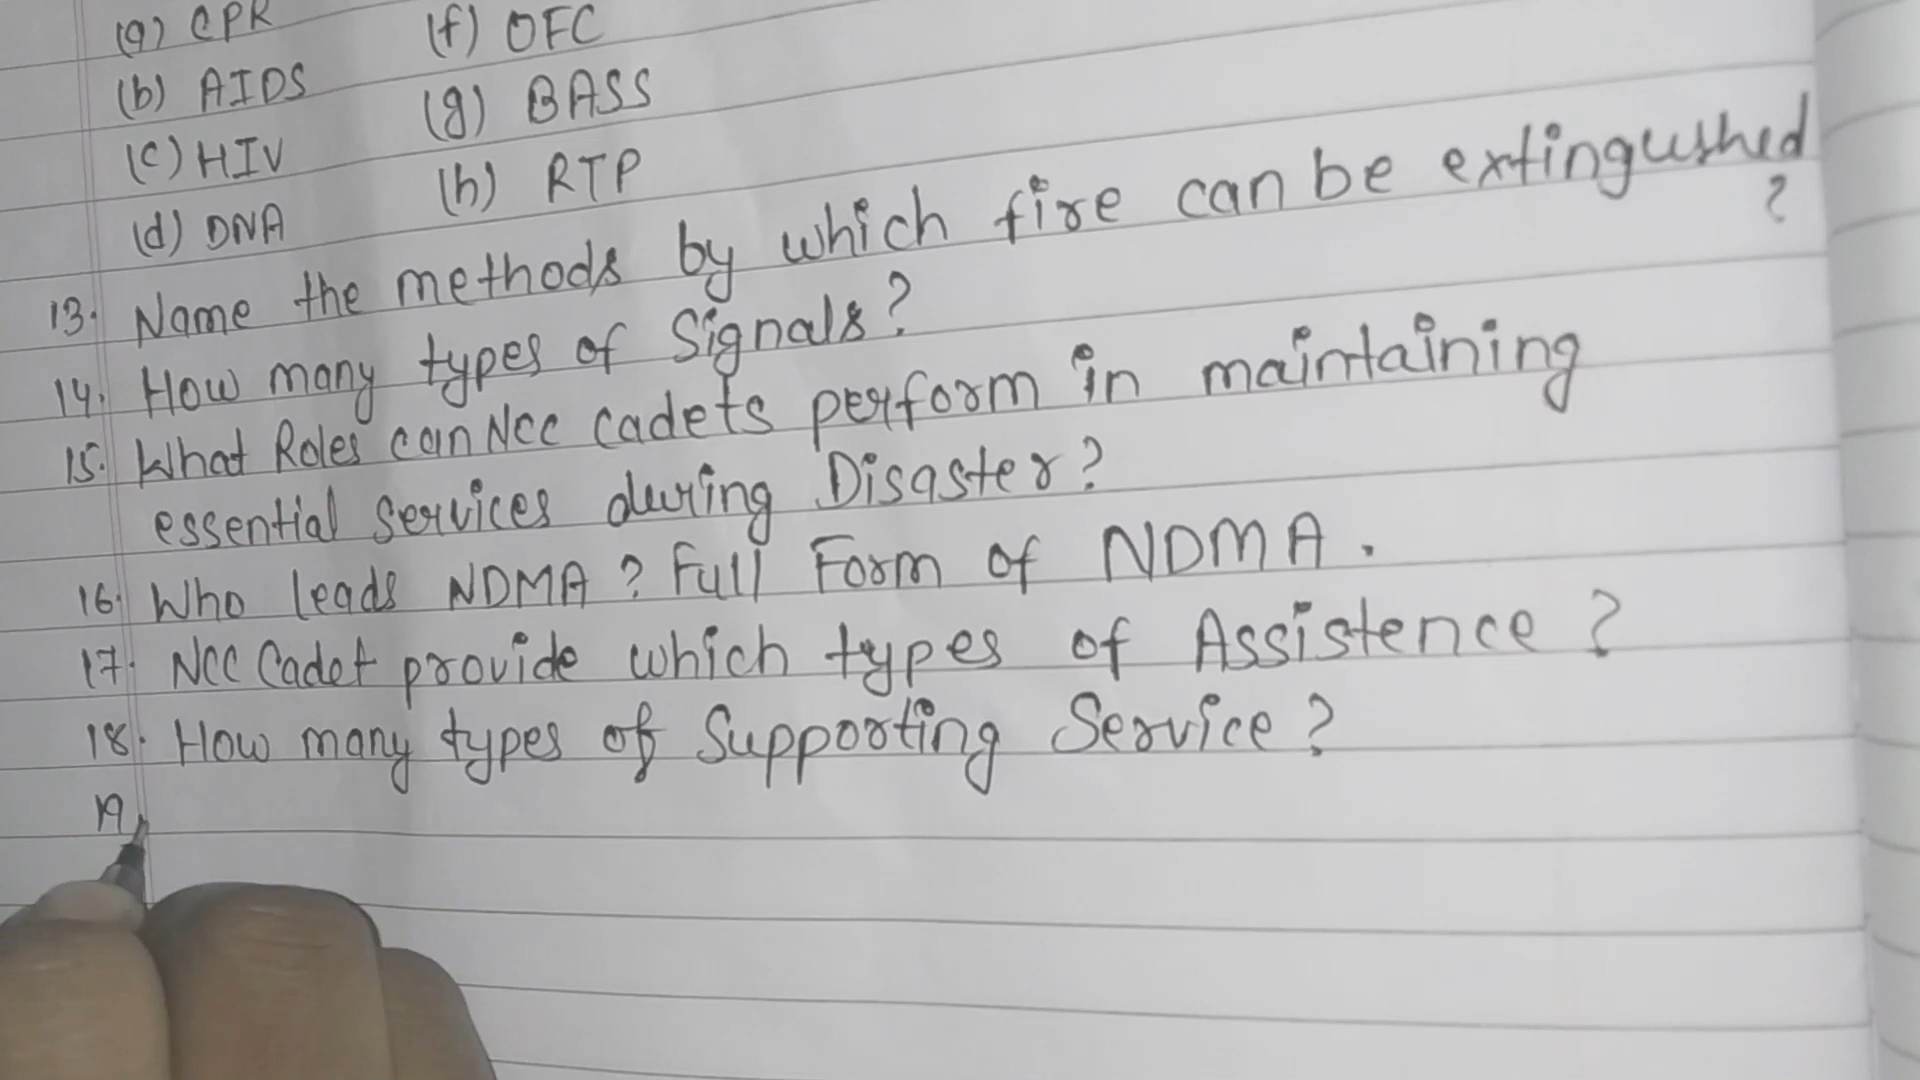 (a) CPR
(b) AIDS
(c) HIV
(d) DNA
(f) OFC
(g) BASS
(h) RTP
13. Name the methods by which fire can be extingushed ?
14. How many types of Signals?
15. What Roles can NCC Cadets perform in maintaining
essential Services during Disaster?
16. Who leads NDMA? Full Form of NDMA.
17. NCC Cadet provide which types of Assistence?
18. How many types of Supporting Service?
19.